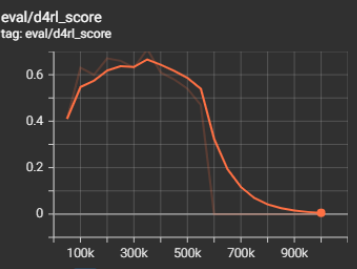 eval/d4rl_score
tag: eval/d4rl_score
0.6
0.4
0.2
0
100k 300k 500k 700k 900k